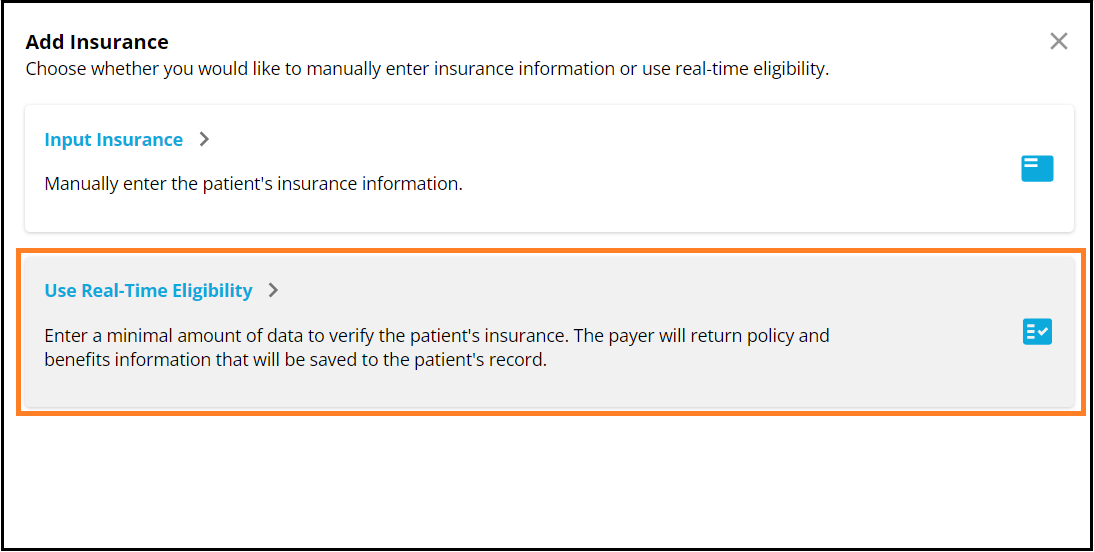 Add Insurance
Choose whether you would like to manually enter insurance information or use real-time eligibility.
Input Insurance
Manually enter the patient's insurance information.
Use Real-Time Eligibility
Enter a minimal amount of data to verify the patient's insurance. The payer will return policy and
benefits information that will be saved to the patient's record.